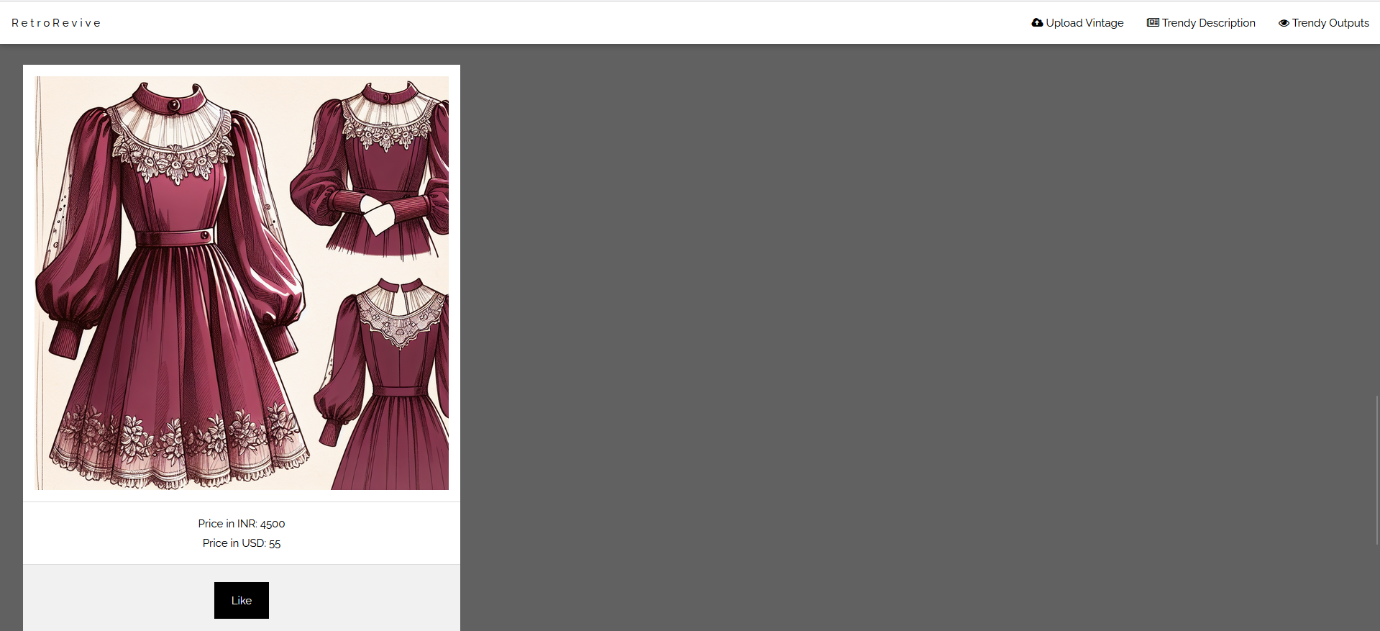 RetroRevive
Upload Vintage
Trendy Description
Trendy Outputs
Price in INR: 4500
Price in USD: 55
Like